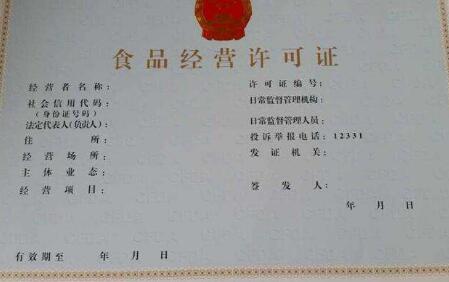 食品经营许可证
经营者名称：
社会信用代码：
（身份证号码）
法定代表人（负责人）：
住所：
经营场所：
主体业态：
经营项目：
有效期至 年 月 日
许可证编号：
日常监督管理机构：
日常监督管理人员：
投诉举报电话：12331
发证机关：
签发人：
年 月 日